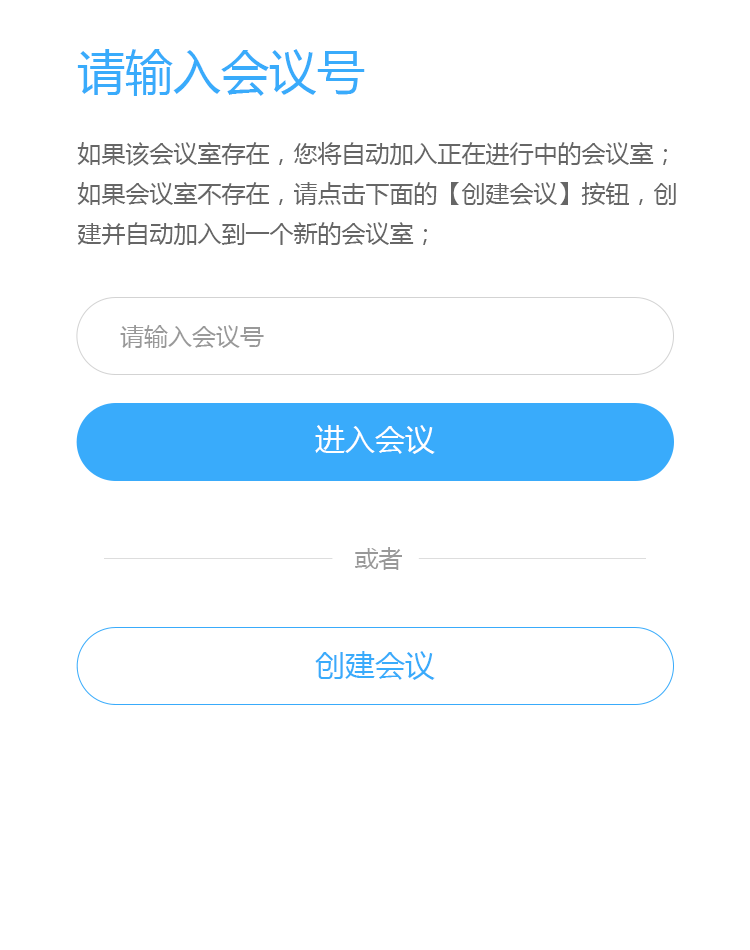 请输入会议号
如果该会议室存在，您将自动加入正在进行中的会议室；
如果会议室不存在，请点击下面的【创建会议】按钮，创
建并自动加入到一个新的会议室；
请输入会议号
进入会议
或者
创建会议